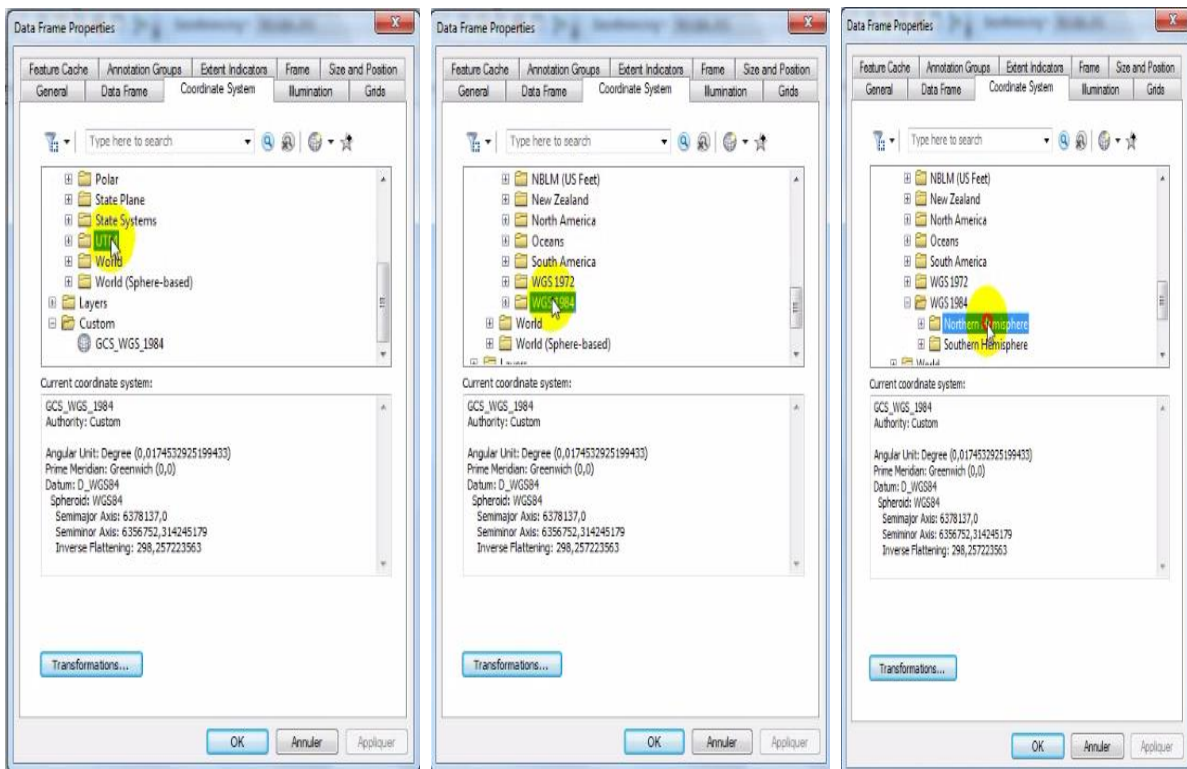 Data Frame Properties
Feature Cache Annotation Groups Extent Indicators Frame Size and Position
General Data Frame Coordinate System Illumination Grids
Type here to search
Polar
State Plane
State Systems
UTM
World
World (Sphere-based)
Layers
Custom
GCS_WGS_1984
Current coordinate system:
GCS_WGS_1984
Authority: Custom
Angular Unit: Degree (0,0174532925199433)
Prime Meridian: Greenwich (0,0)
Datum: D_WGS84
Spheroid: WGS84
Semimajor Axis: 6378137,0
Semiminor Axis: 6356752,314245179
Inverse Flattening: 298,257223563
Transformations...
OK Annuler Appliquer
Data Frame Properties
Feature Cache Annotation Groups Extent Indicators Frame Size and Position
General Data Frame Coordinate System Illumination Grids
Type here to search
NBLM (US Feet)
New Zealand
North America
Oceans
South America
WGS 1972
WGS 1984
World
World (Sphere-based)
Layers
Current coordinate system:
GCS_WGS_1984
Authority: Custom
Angular Unit: Degree (0,0174532925199433)
Prime Meridian: Greenwich (0,0)
Datum: D_WGS84
Spheroid: WGS84
Semimajor Axis: 6378137,0
Semiminor Axis: 6356752,314245179
Inverse Flattening: 298,257223563
Transformations...
OK Annuler Appliquer
Data Frame Properties
Feature Cache Annotation Groups Extent Indicators Frame Size and Position
General Data Frame Coordinate System Illumination Grids
Type here to search
NBLM (US Feet)
New Zealand
North America
Oceans
South America
WGS 1972
WGS 1984
Northern Hemisphere
Southern Hemisphere
World
Current coordinate system:
GCS_WGS_1984
Authority: Custom
Angular Unit: Degree (0,0174532925199433)
Prime Meridian: Greenwich (0,0)
Datum: D_WGS84
Spheroid: WGS84
Semimajor Axis: 6378137,0
Semiminor Axis: 6356752,314245179
Inverse Flattening: 298,257223563
Transformations...
OK Annuler Appliquer